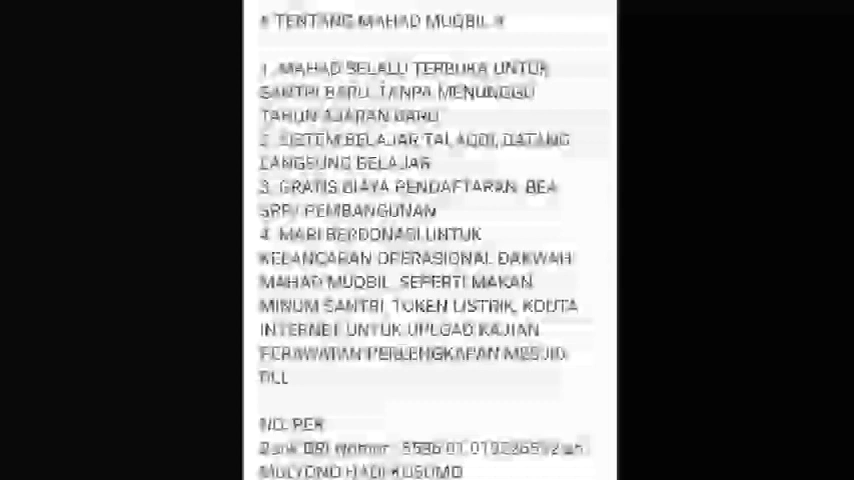 * TENTANG MAHAD MUQBIL *
1. MAHAD SELALU TERBUKA UNTUK
SANTRI BARU, TANPA MENUNGGU
TAHUN AJARAN BARU
2. SISTEM BELAJAR TALAQQI, DATANG
LANGSUNG BELAJAR
3. GRATIS BIAYA PENDAFTARAN, BEA
SPP/ PEMBANGUNAN
4. MARI BERDONASI UNTUK
KELANCARAN OPERASIONAL DAKWAH
MAHAD MUQBIL, SEPERTI MAKAN
MINUM SANTRI, TOKEN LISTRIK, KOUTA
INTERNET UNTUK UPLOAD KAJIAN
PERAWATAN PERLENGKAPAN MESJID
DLL
NO. REK
Bank BRI Nomor
MULYONO HADI KUSUMO